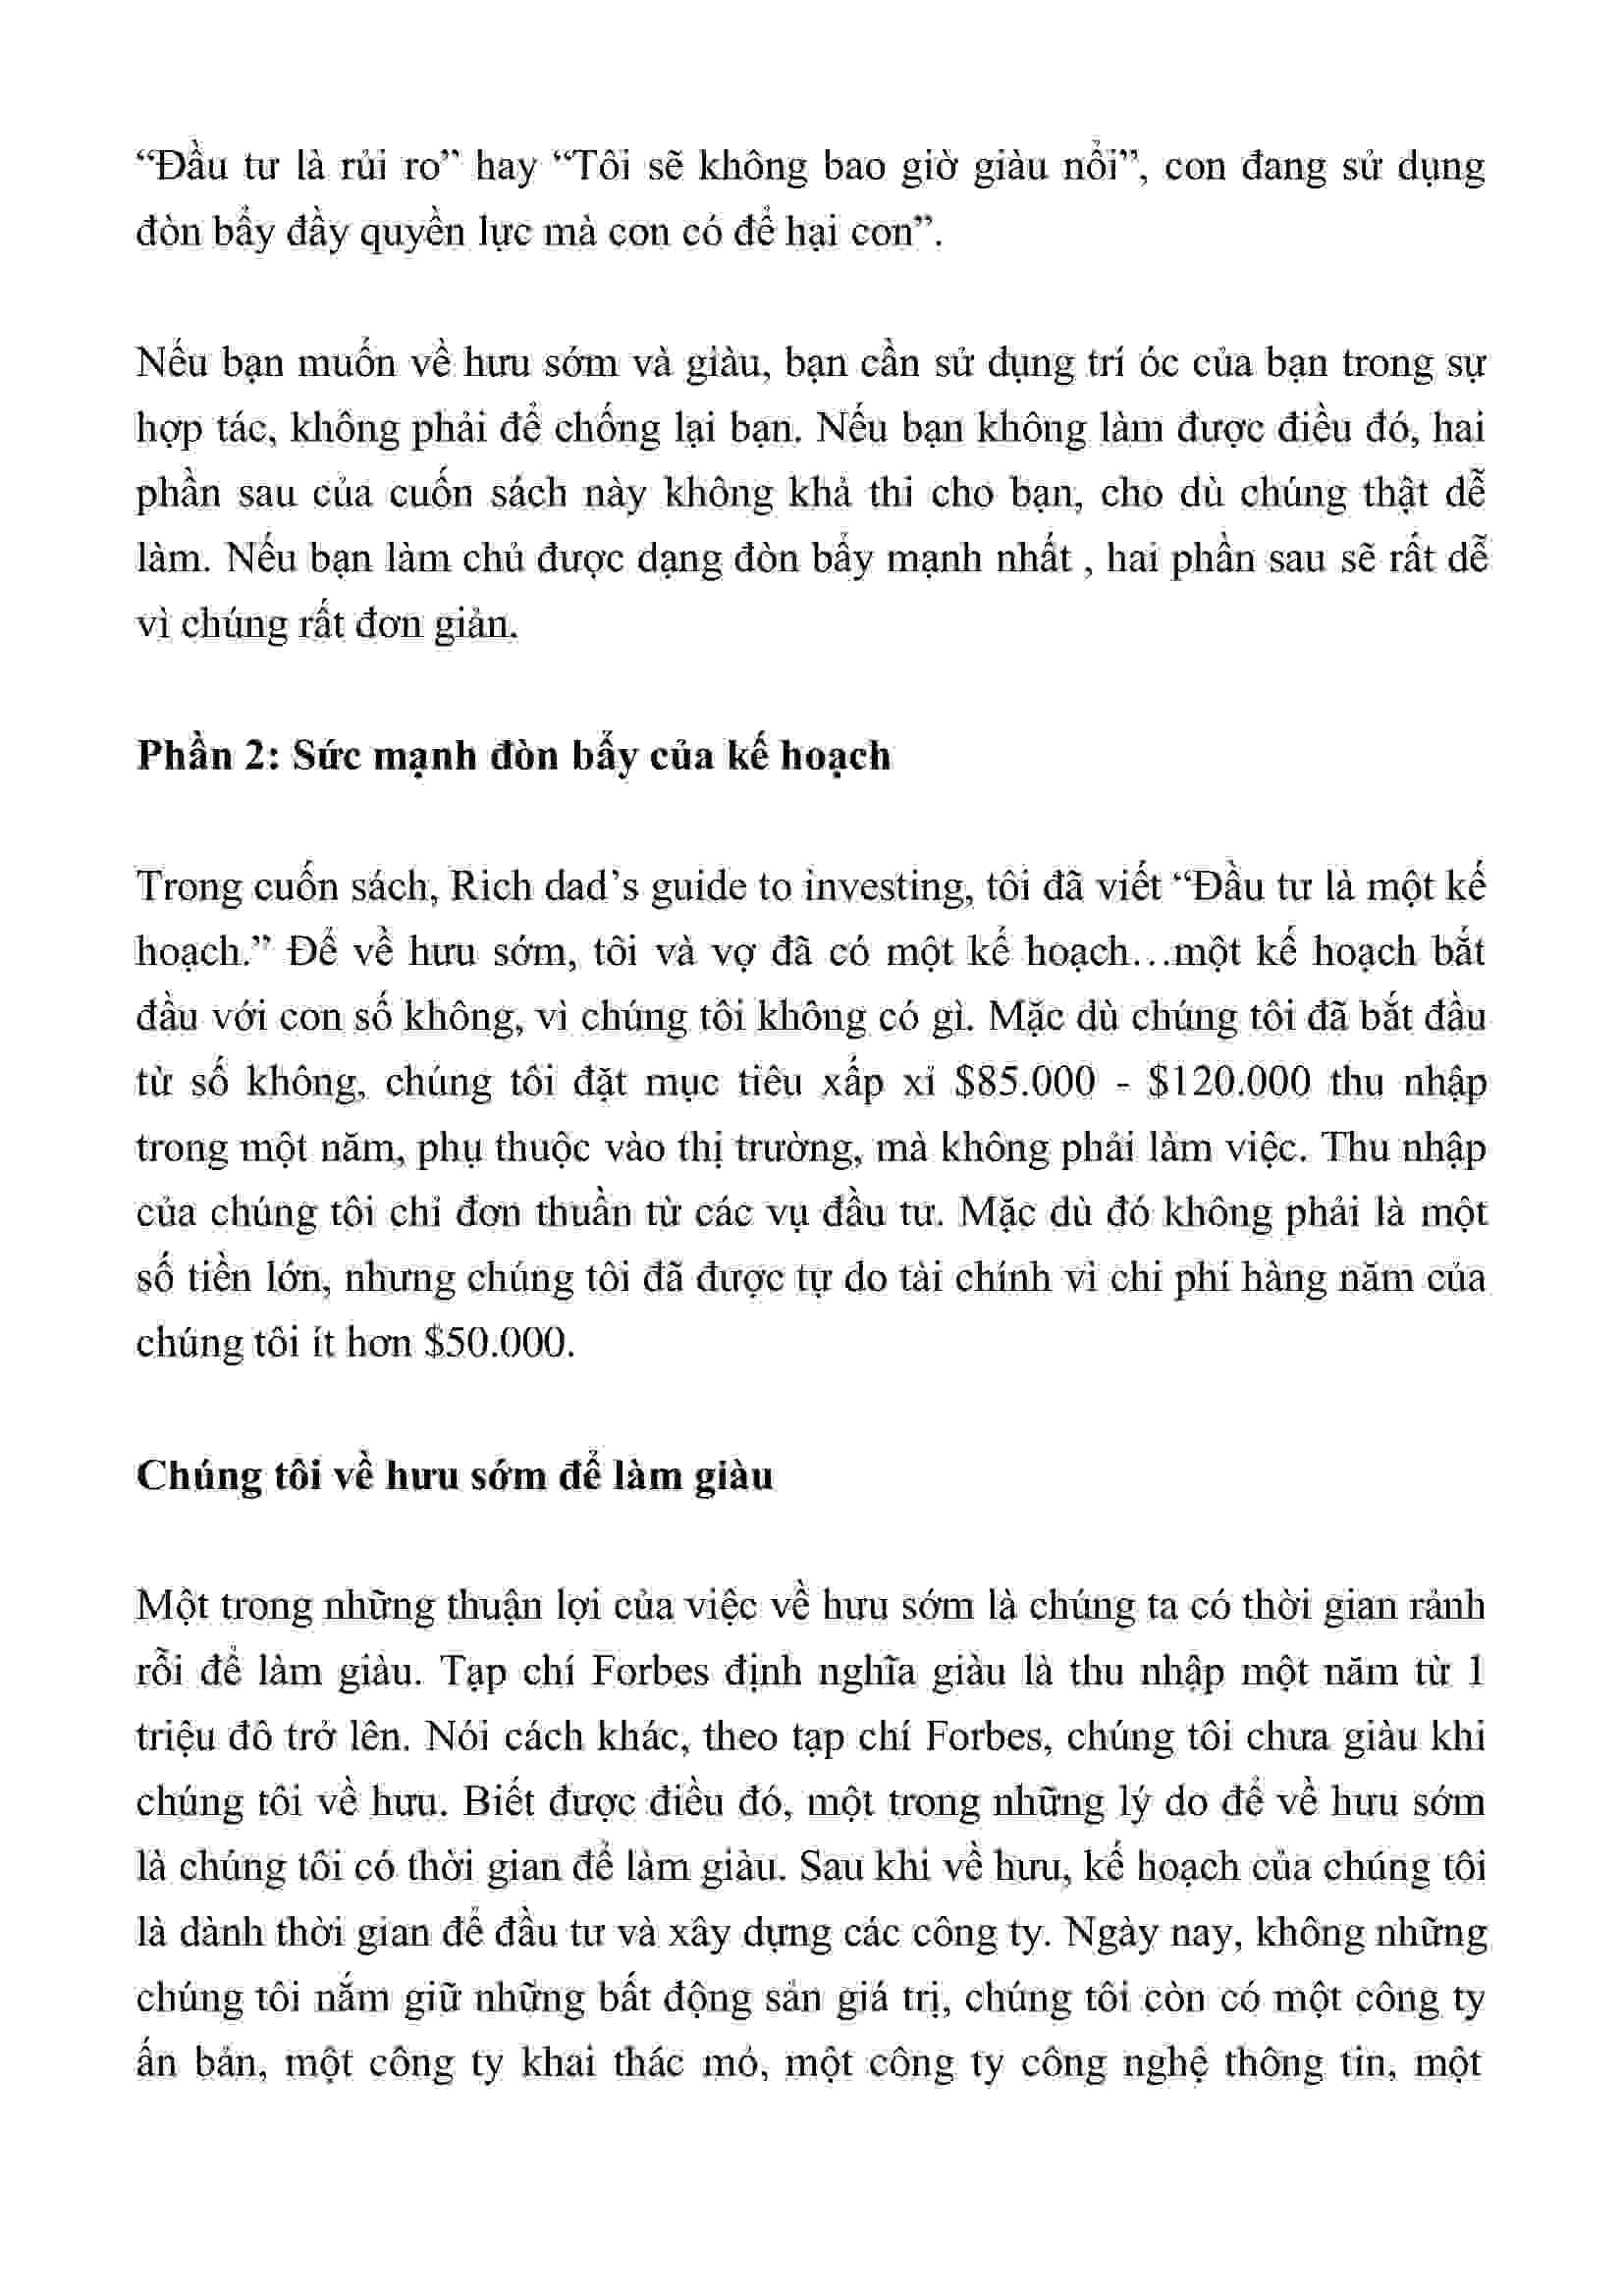 “Đầu tư là rủi ro” hay “Tôi sẽ không bao giờ giàu nổi”, con đang sử dụng
đòn bẩy đầy quyền lực mà con có để hại con”.
Nếu bạn muốn về hưu sớm và giàu, bạn cần sử dụng trí óc của bạn trong sự
hợp tác, không phải để chống lại bạn. Nếu bạn không làm được điều đó, hai
phần sau của cuốn sách này không khả thi cho bạn, cho dù chúng thật dễ
làm. Nếu bạn làm chủ được dạng đòn bẩy mạnh nhất , hai phần sau sẽ rất dễ
vì chúng rất đơn giản.
Phần 2: Sức mạnh đòn bẩy của kế hoạch
Trong cuốn sách, Rich dad’s guide to investing, tôi đã viết “Đầu tư là một kế
hoạch.” Để về hưu sớm, tôi và vợ đã có một kế hoạch…một kế hoạch bắt
đầu với con số không, vì chúng tôi không có gì. Mặc dù chúng tôi đã bắt đầu
từ số không, chúng tôi đặt mục tiêu xấp xỉ $85.000 - $120.000 thu nhập
trong một năm, phụ thuộc vào thị trường, mà không phải làm việc. Thu nhập
của chúng tôi chỉ đơn thuần từ các vụ đầu tư. Mặc dù đó không phải là một
số tiền lớn, nhưng chúng tôi đã được tự do tài chính vì chi phí hàng năm của
chúng tôi ít hơn $50.000.
Chúng tôi về hưu sớm để làm giàu
Một trong những thuận lợi của việc về hưu sớm là chúng ta có thời gian rảnh
rỗi để làm giàu. Tạp chí Forbes định nghĩa giàu là thu nhập một năm từ 1
triệu đô trở lên. Nói cách khác, theo tạp chí Forbes, chúng tôi chưa giàu khi
chúng tôi về hưu. Biết được điều đó, một trong những lý do để về hưu sớm
là chúng tôi có thời gian để làm giàu. Sau khi về hưu, kế hoạch của chúng tôi
là dành thời gian để đầu tư và xây dựng các công ty. Ngày nay, không những
chúng tôi nắm giữ những bất động sản giá trị, chúng tôi còn có một công ty
ấn bản, một công ty khai thác mỏ, một công ty công nghệ thông tin, một